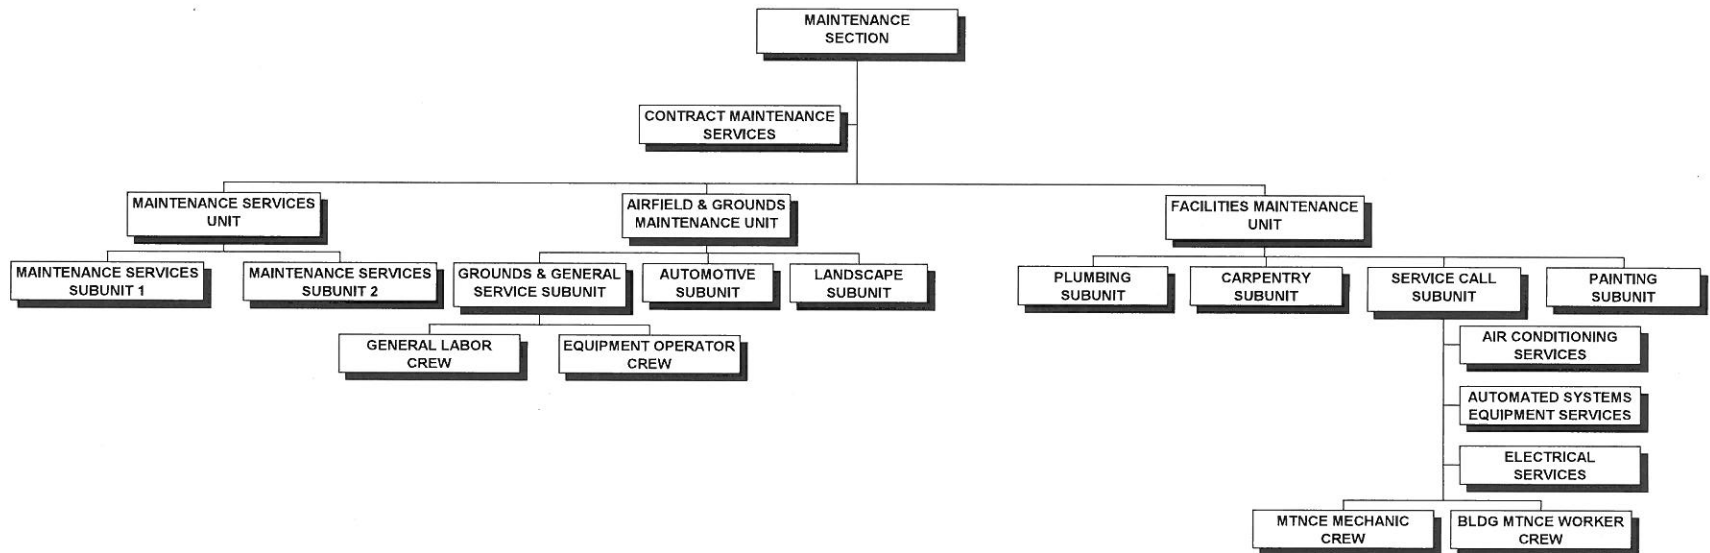 MAINTENANCE
SECTION
CONTRACT MAINTENANCE
SERVICES
MAINTENANCE SERVICES
UNIT
AIRFIELD & GROUNDS
MAINTENANCE UNIT
FACILITIES MAINTENANCE
UNIT
MAINTENANCE SERVICES
SUBUNIT 1
MAINTENANCE SERVICES
SUBUNIT 2
GROUNDS & GENERAL
SERVICE SUBUNIT
AUTOMOTIVE
SUBUNIT
LANDSCAPE
SUBUNIT
PLUMBING
SUBUNIT
CARPENTRY
SUBUNIT
SERVICE CALL
SUBUNIT
PAINTING
SUBUNIT
GENERAL LABOR
CREW
EQUIPMENT OPERATOR
CREW
AIR CONDITIONING
SERVICES
AUTOMATED SYSTEMS
EQUIPMENT SERVICES
ELECTRICAL
SERVICES
MTNCE MECHANIC
CREW
BLDG MTNCE WORKER
CREW